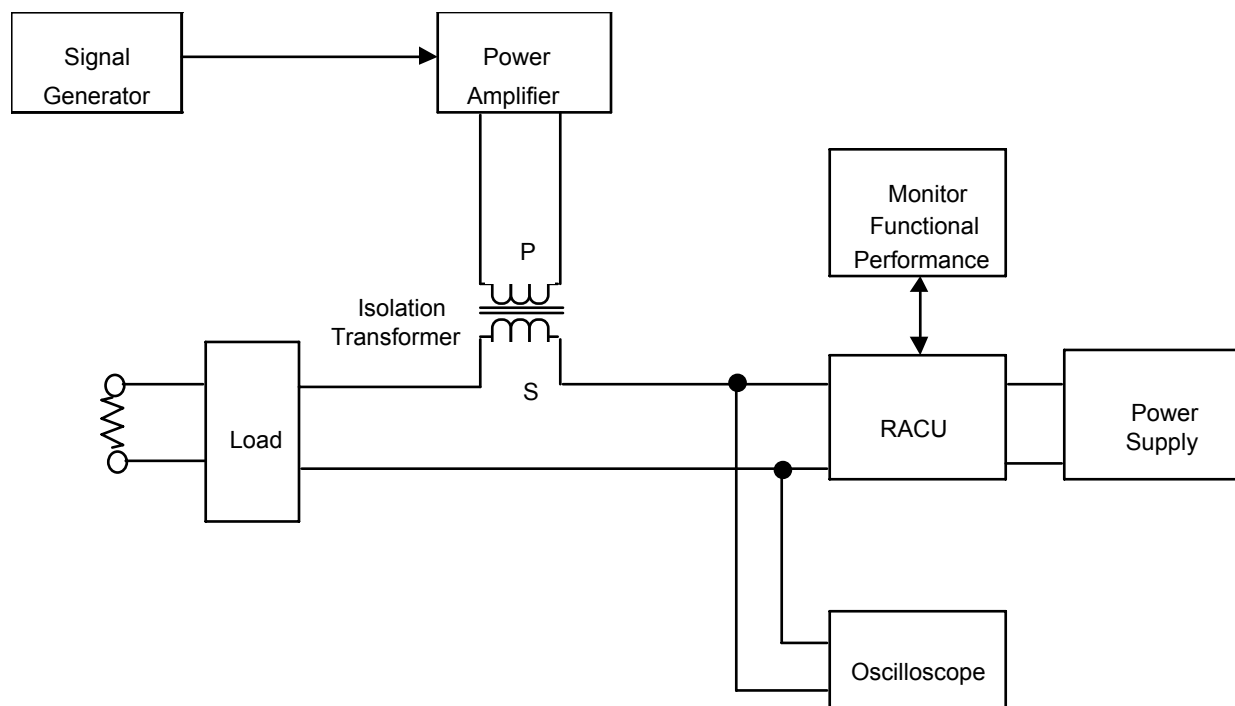 Signal
Generator
Power
Amplifier
Monitor
Functional
Performance
P
Isolation
Transformer
S
Load
RACU
Power
Supply
Oscilloscope